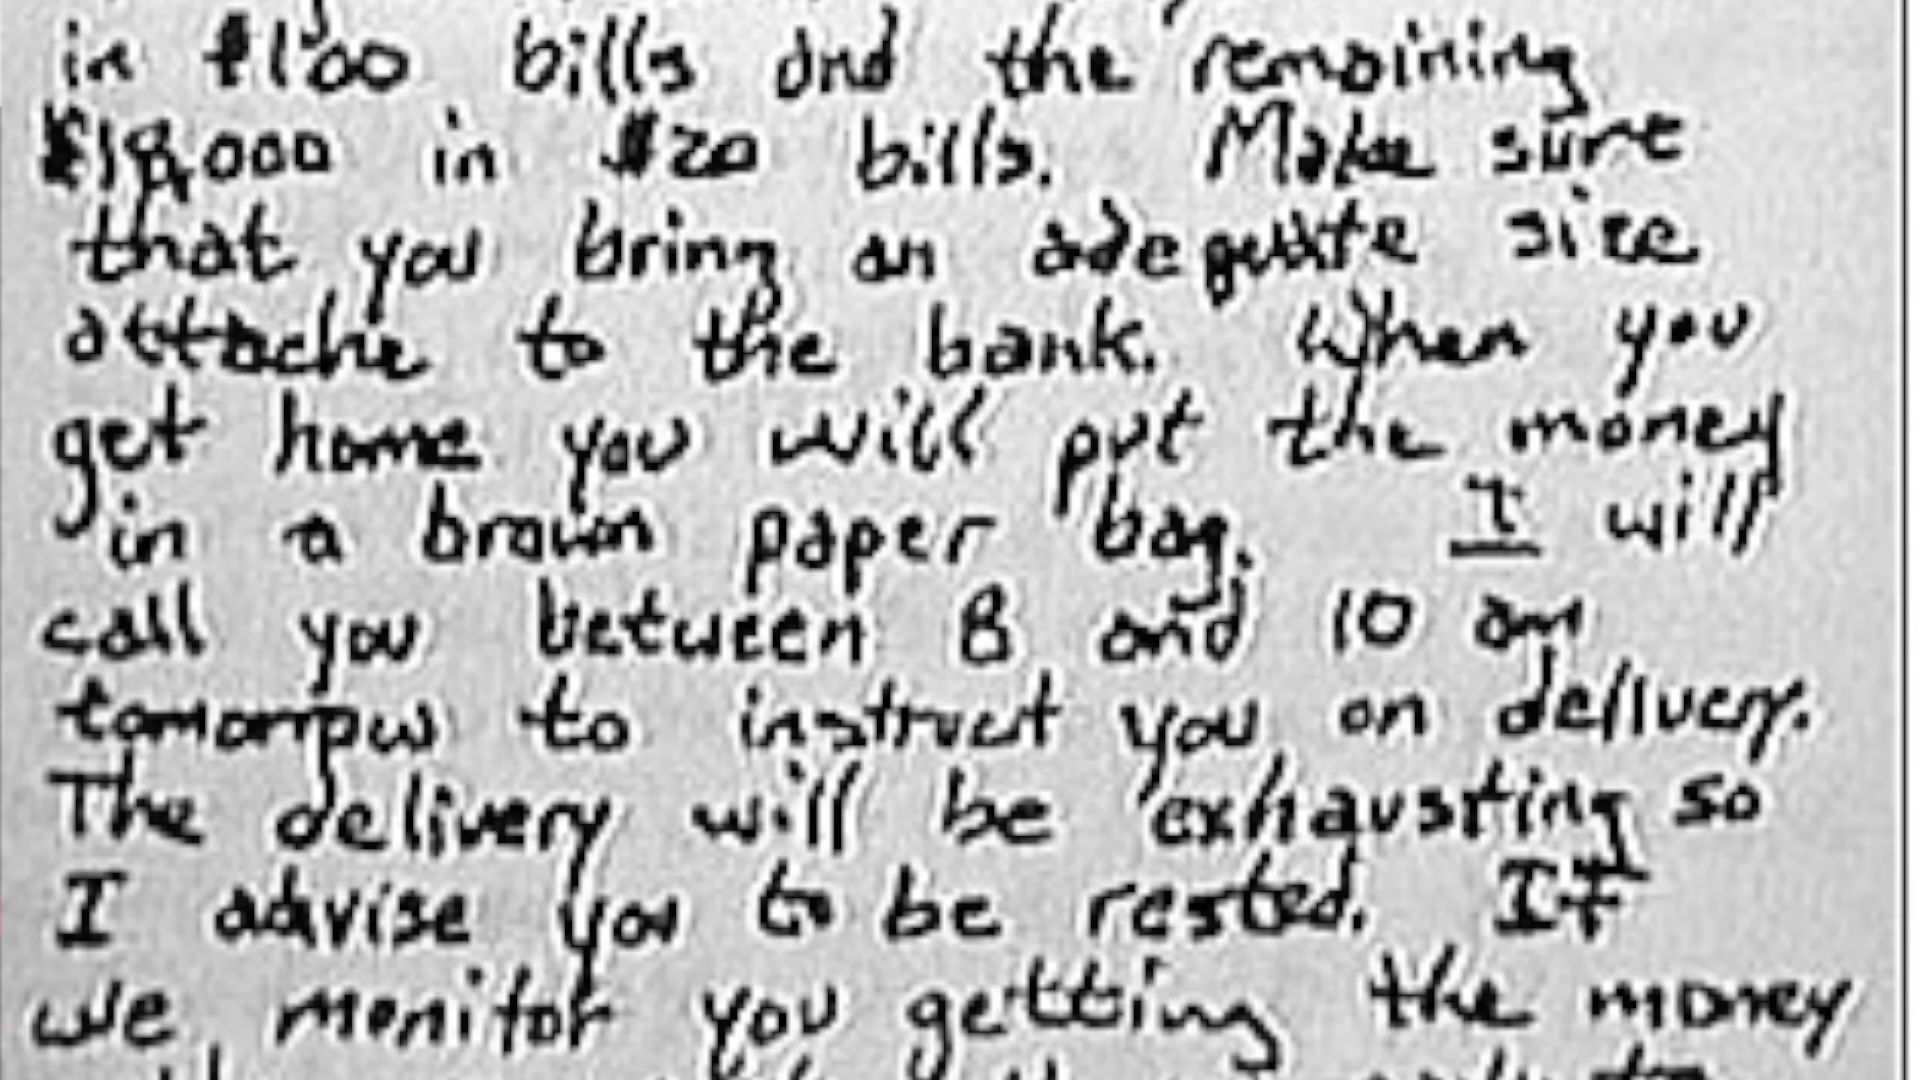 in $100 bills and the remaining
$18,000 in $20 bills. Make sure
that you bring an adequate size
attache to the bank. When you
get home you will put the money
in a brown paper bag. I will
call you between 8 and 10 am
tomorrow to instruct you on delivery.
The delivery will be exhausting so
I advise you to be rested. If
we monitor you getting the money